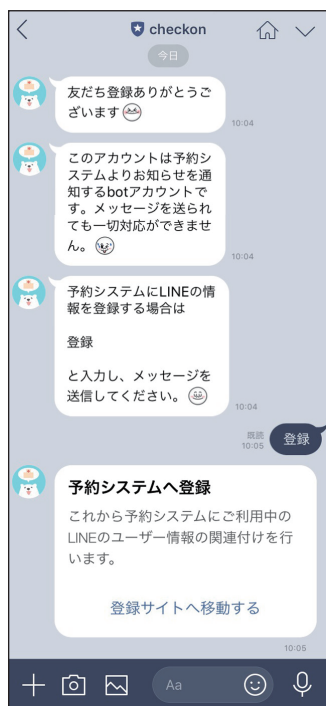 checkon
今日
友だち登録ありがとうご
ざいます
10:04
このアカウントは予約シ
ステムよりお知らせを通
知するbotアカウントで
す。メッセージを送られ
ても一切対応ができませ
ん。
10:04
予約システムにLINEの情
報を登録する場合は
登録
と入力し、メッセージを
送信してください。
10:04
既読
10:05
登録
予約システムへ登録
これから予約システムにご利用中の
LINEのユーザー情報の関連付けを行
います。
登録サイトへ移動する
10:05
Aa